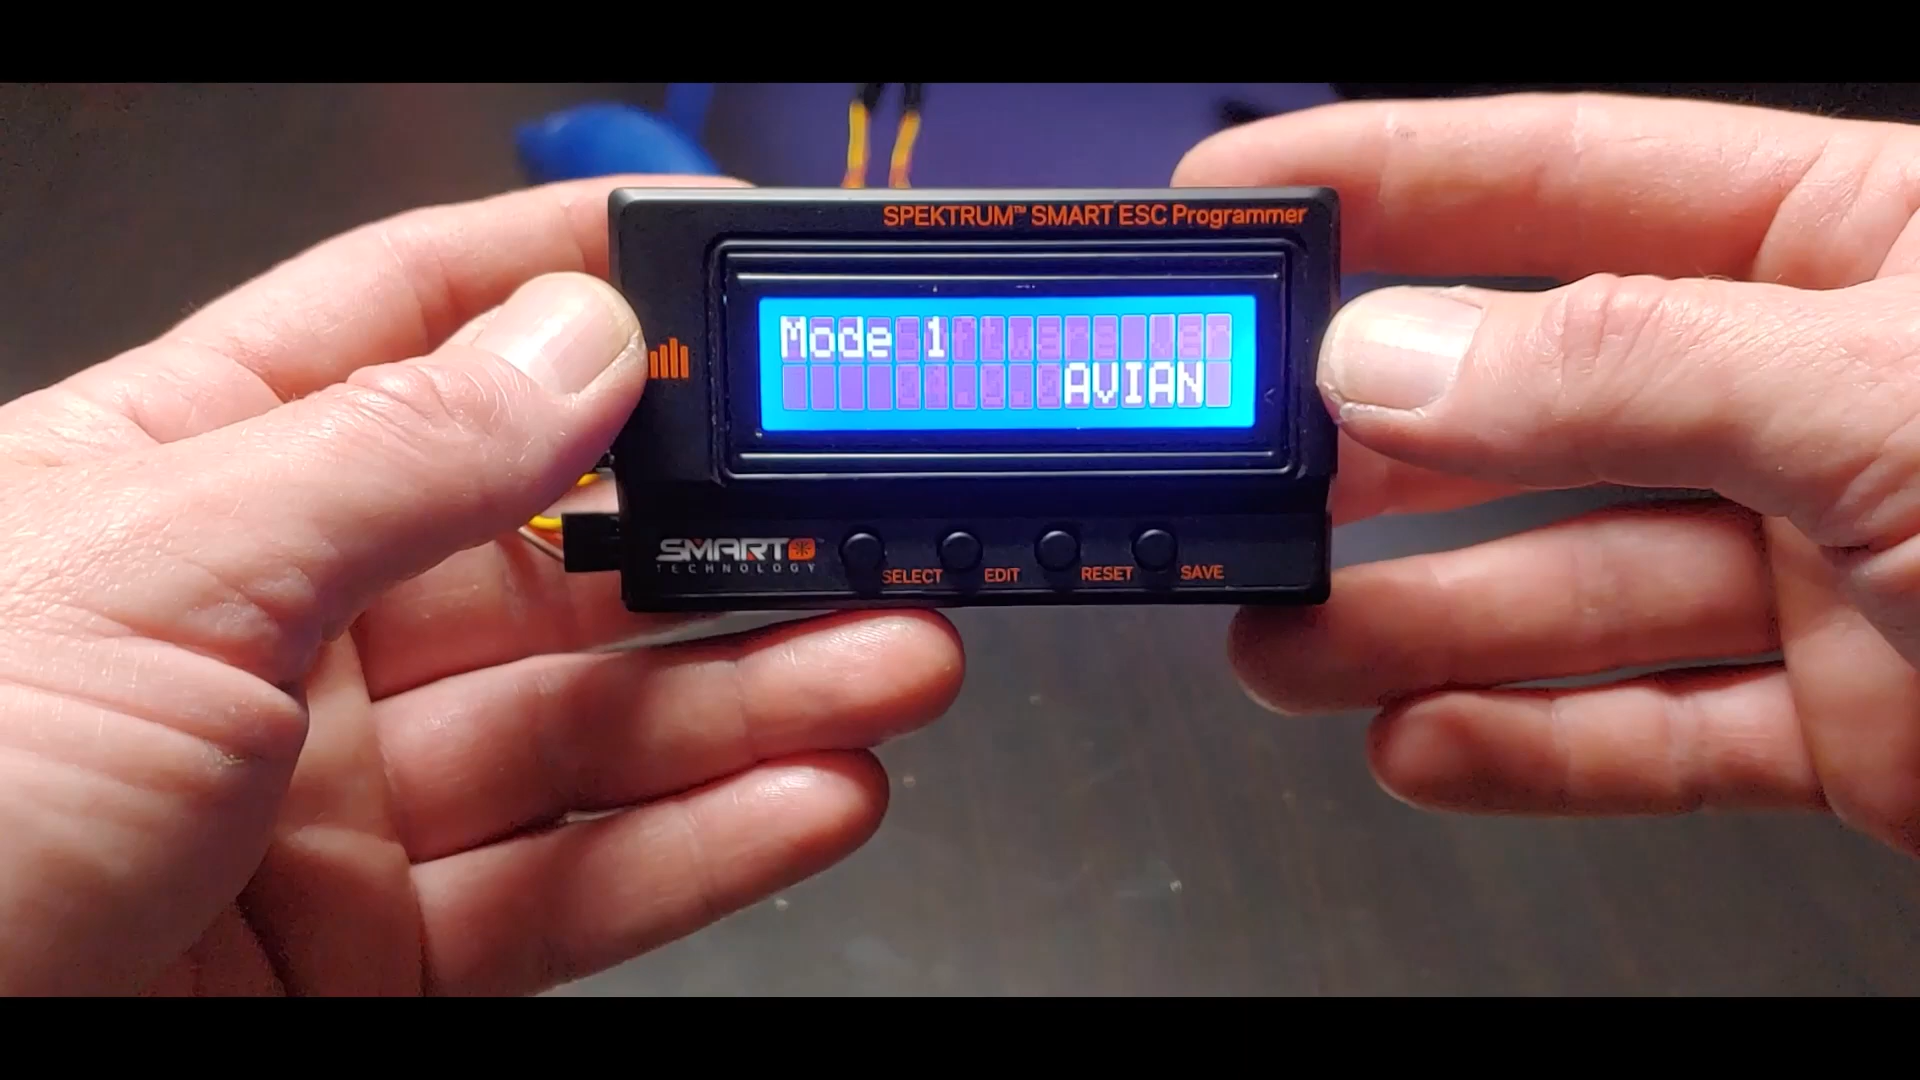 SPEKTRUM™ SMART ESC Programmer
Mode 1
AVIAN
SMART
TECHNOLOGY
SELECT EDIT RESET SAVE